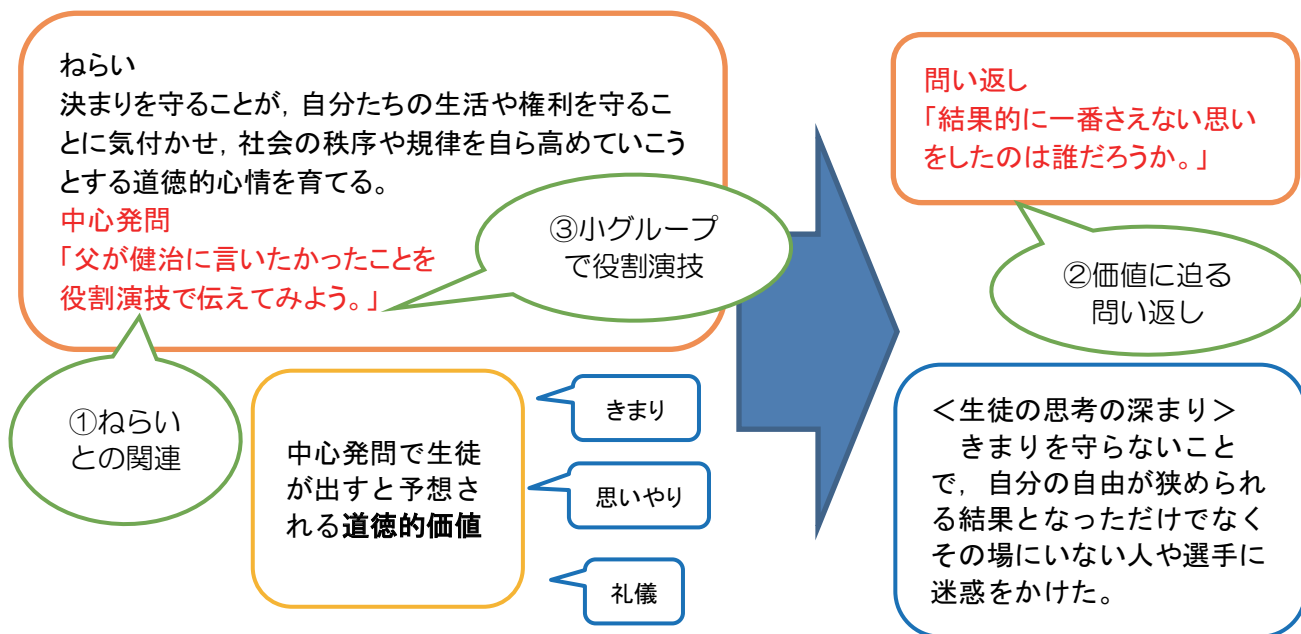 ねらい
決まりを守ることが，自分たちの生活や権利を守るこ
とに気付かせ，社会の秩序や規律を自ら高めていこう
とする道徳的心情を育てる。
中心発問
「父が健治に言いたかったことを
役割演技で伝えてみよう。」
③小グループ
で役割演技
①ねらい
との関連
中心発問で生徒
が出すと予想さ
れる道徳的価値
きまり
思いやり
礼儀
問い返し
「結果的に一番さえない思い
をしたのは誰だろうか。」
②価値に迫る
問い返し
＜生徒の思考の深まり＞
　きまりを守らないこと
で，自分の自由が狭められ
る結果となっただけでなく
その場にいない人や選手に
迷惑をかけた。